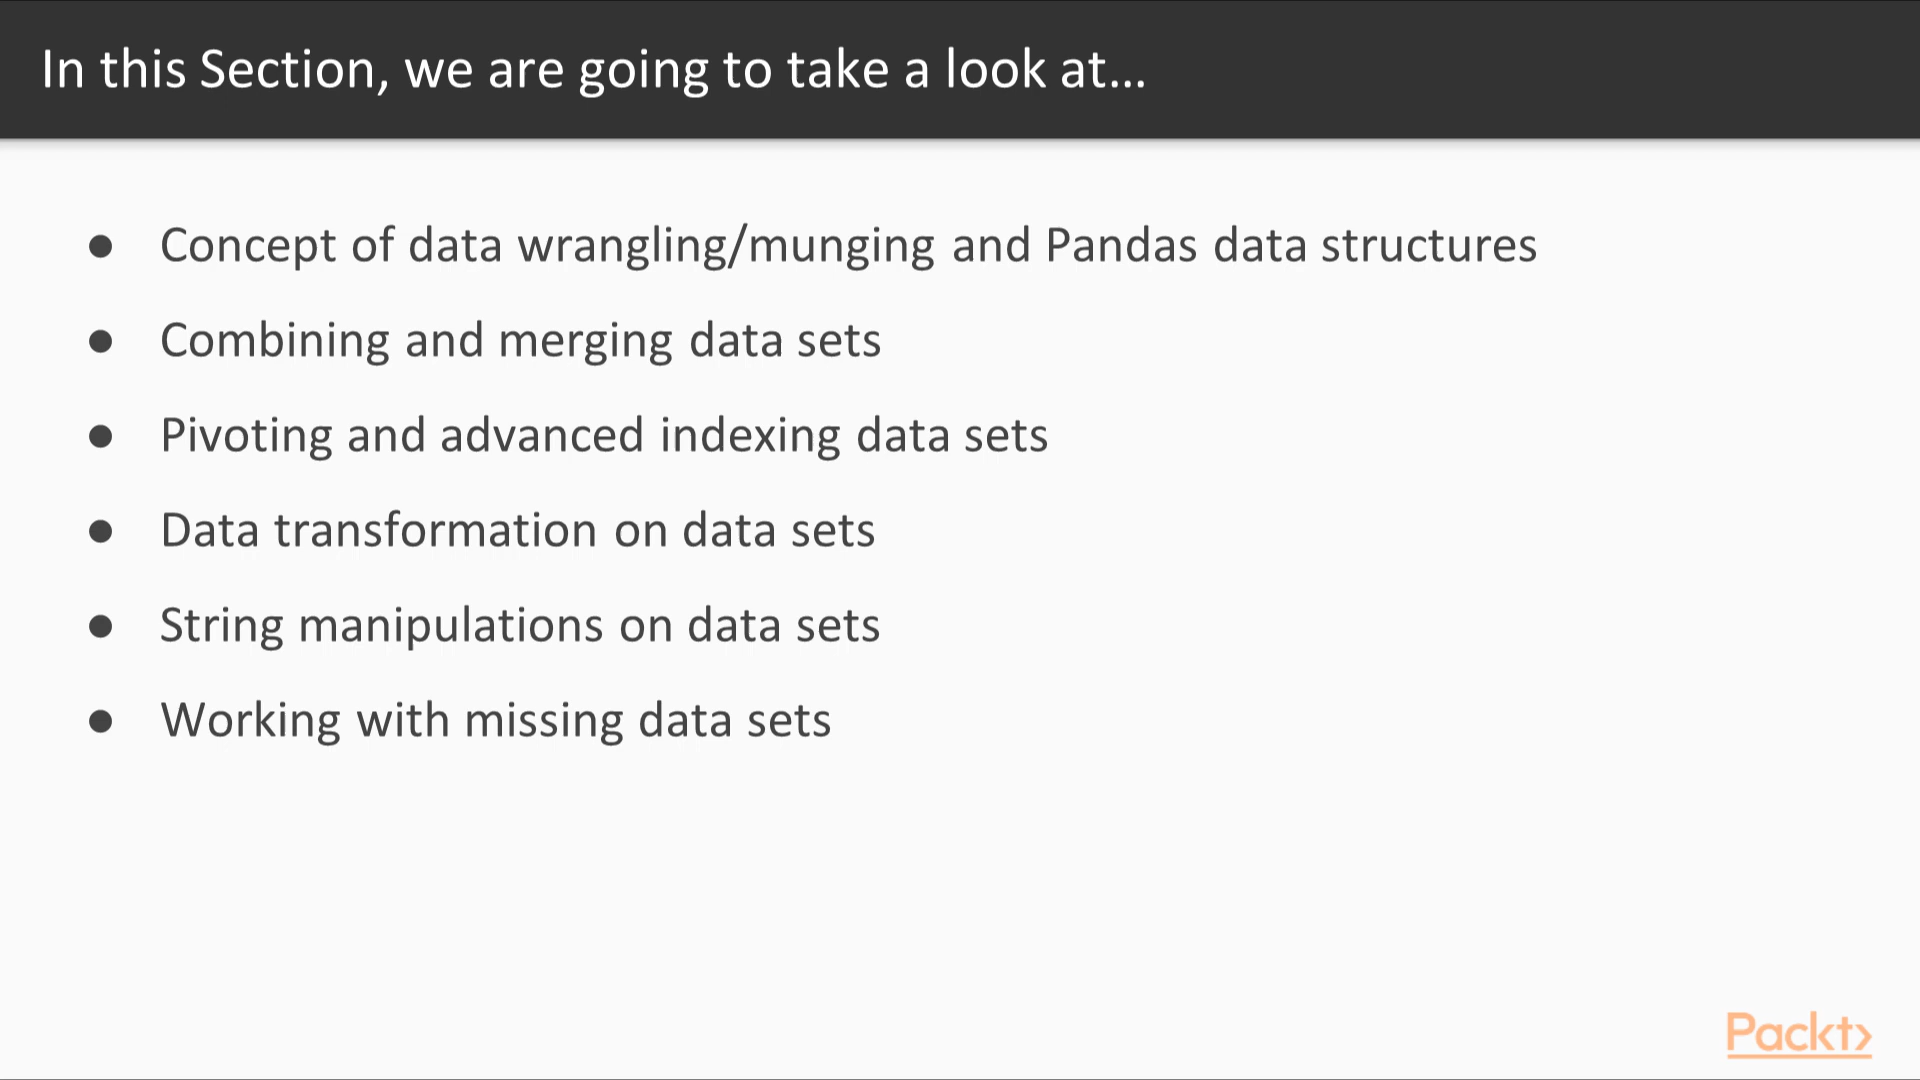 In this Section, we are going to take a look at...
● Concept of data wrangling/munging and Pandas data structures
● Combining and merging data sets
● Pivoting and advanced indexing data sets
● Data transformation on data sets
● String manipulations on data sets
● Working with missing data sets
Packt>